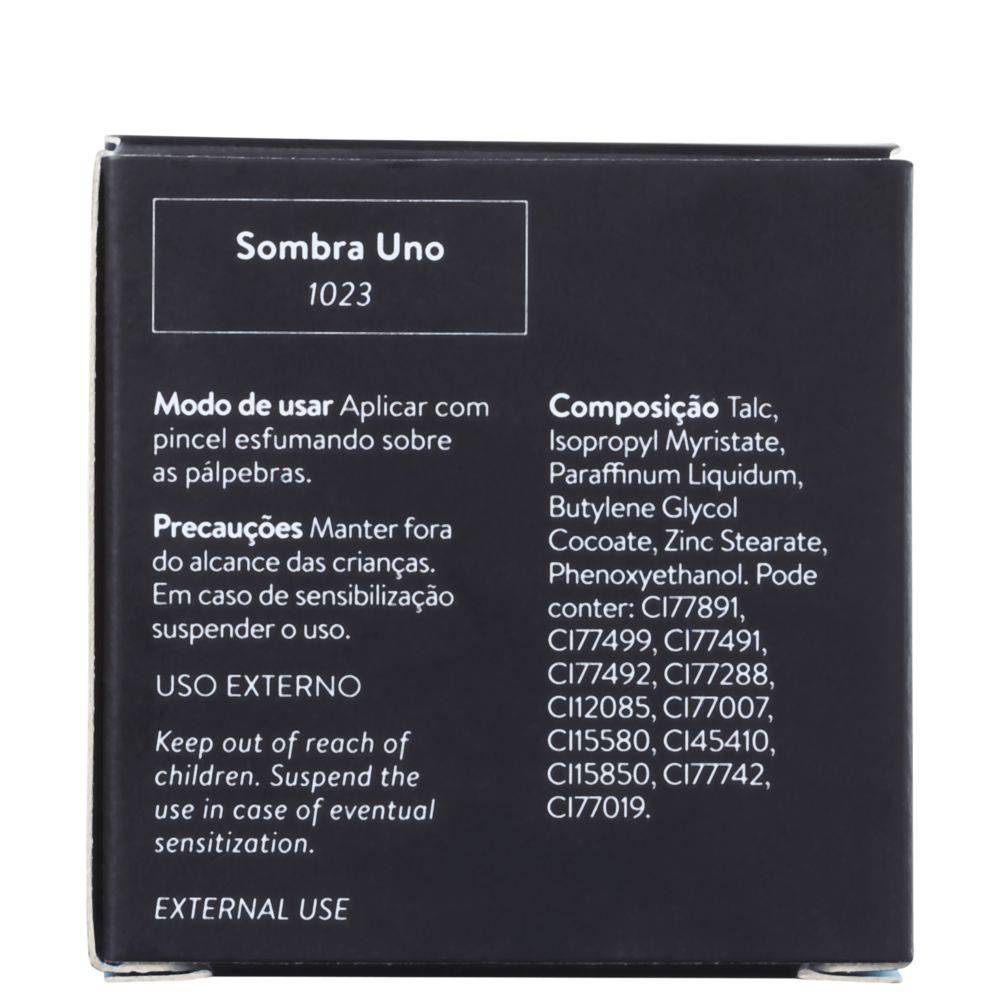 Sombra Uno
1023
Modo de usar Aplicar com
pincel esfumando sobre
as pálpebras.
Precauções Manter fora
do alcance das crianças.
Em caso de sensibilização
suspender o uso.
USO EXTERNO
Keep out of reach of
children. Suspend the
use in case of eventual
sensitization.
EXTERNAL USE
Composição Talc,
Isopropyl Myristate,
Paraffinum Liquidum,
Butylene Glycol
Cocoate, Zinc Stearate,
Phenoxyethanol. Pode
conter: CI77891,
CI77499, CI77491,
CI77492, CI77288,
CI12085, CI77007,
CI15580, CI45410,
CI15850, CI77742,
CI77019.